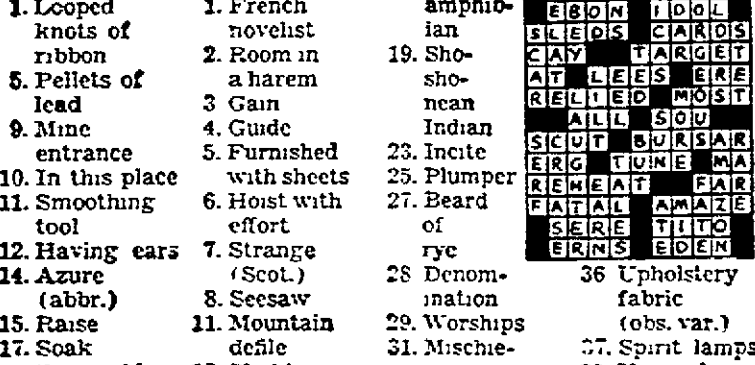 1. Looped
knots of
ribbon
5. Pellets of
lead
9. Mine
entrance
10. In this place
11. Smoothing
tool
12. Having ears
14. Azure
(abbr.)
15. Raise
17. Soak
1. French
novelist
2. Room in
a harem
3 Gain
4. Guide
5. Furnished
with sheets
6. Hoist with
effort
7. Strange
(Scot.)
8. Seesaw
11. Mountain
defile
amphib-
ian
19. Sho-
sho-
nean
Indian
23. Incite
25. Plumper
27. Beard
of
rye
28 Denom-
ination
29. Worships
31. Mischie-
EBON IDOL
SLEDS CARDS
CAY TARGET
AT LEES ERE
RELIED MOST
ALL SOU
SCUT BURSAR
ERG TUNE MA
REHEAT FAR
FATAL AMAZE
SERE TITO
ERNS EDEN
36 Upholstery
fabric
(obs. var.)
37. Spirit lamps